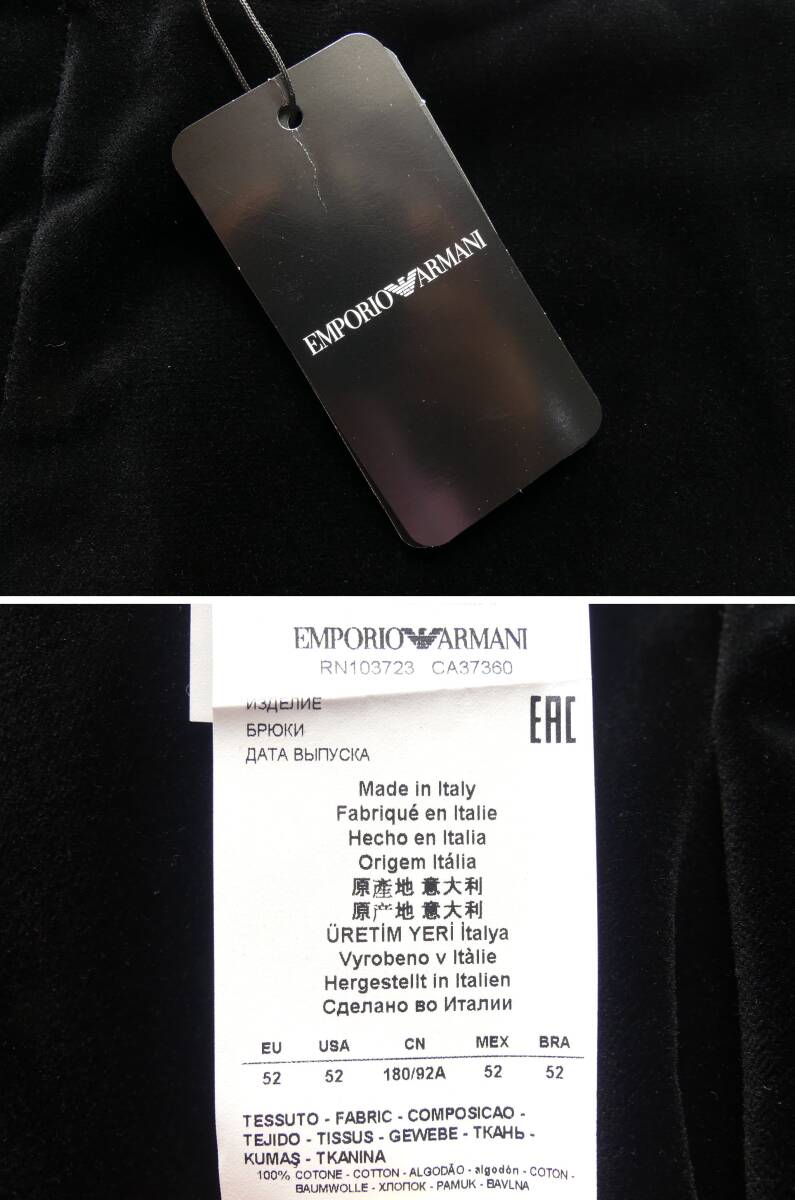 EMPORIO ARMANI
EMPORIO ARMANI
RN103723 CA37360
ИЗДЕЛИЕ
БРЮКИ
ДАТА ВЫПУСКА
EAC
Made in Italy
Fabriqué en Italie
Hecho en Italia
Origem Itália
原產地 意大利
原产地 意大利
ÜRETİM YERİ İtalya
Vyrobeno v Itàlie
Hergestellt in Italien
Сделано во Италии
EU USA CN MEX BRA
52 52 180/92A 52 52
TESSUTO - FABRIC - COMPOSICAO -
TEJIDO - TISSUS - GEWEBE - ТКАНЬ -
KUMAŞ - TKANINA
100% COTONE - COTTON - ALGODÃO - algodón - COTON -
BAUMWOLLE - ХЛОПОК - PAMUK - BAVLNA